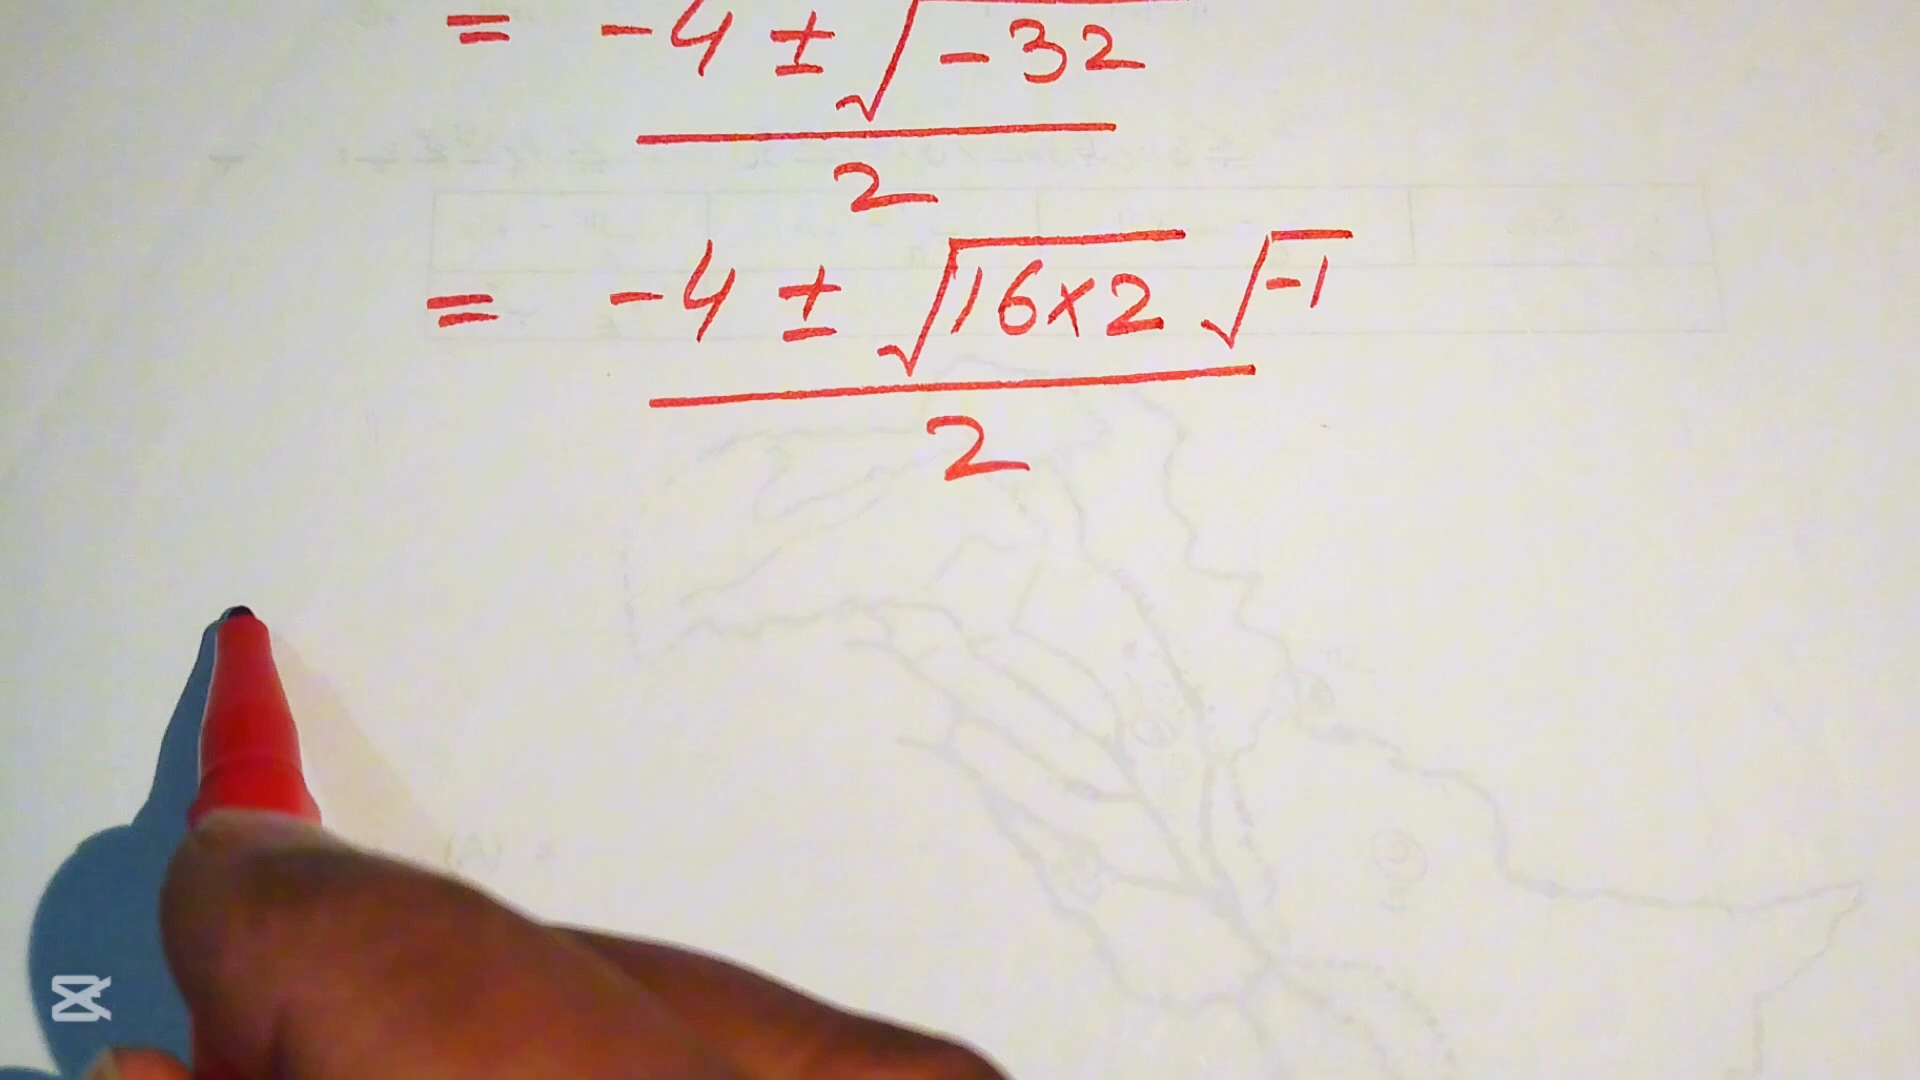 = -4 ± √-32
2
= -4 ± √16×2 √-1
2